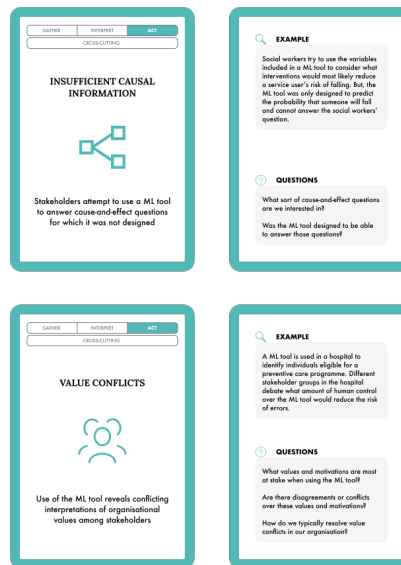 GATHER INTERPRET ACT
CROSS-CUTTING
INSUFFICIENT CAUSAL
INFORMATION
Stakeholders attempt to use a ML tool
to answer cause-and-effect questions
for which it was not designed
EXAMPLE
Social workers try to use the variables
included in a ML tool to consider what
interventions would most likely reduce
a service user's risk of falling. But, the
ML tool was only designed to predict
the probability that someone will fall
and cannot answer the social workers'
question.
QUESTIONS
What sort of cause-and-effect questions
are we interested in?
Was the ML tool designed to be able
to answer those questions?
GATHER INTERPRET ACT
CROSS-CUTTING
VALUE CONFLICTS
Use of the ML tool reveals conflicting
interpretations of organisational
values among stakeholders
EXAMPLE
A ML tool is used in a hospital to
identify individuals eligible for a
preventive care programme. Different
stakeholder groups in the hospital
debate what amount of human control
over the ML tool would reduce the risk
of errors.
QUESTIONS
What values and motivations are most
at stake when using the ML tool?
Are there disagreements or conflicts
over these values and motivations?
How do we typically resolve value
conflicts in our organisation?